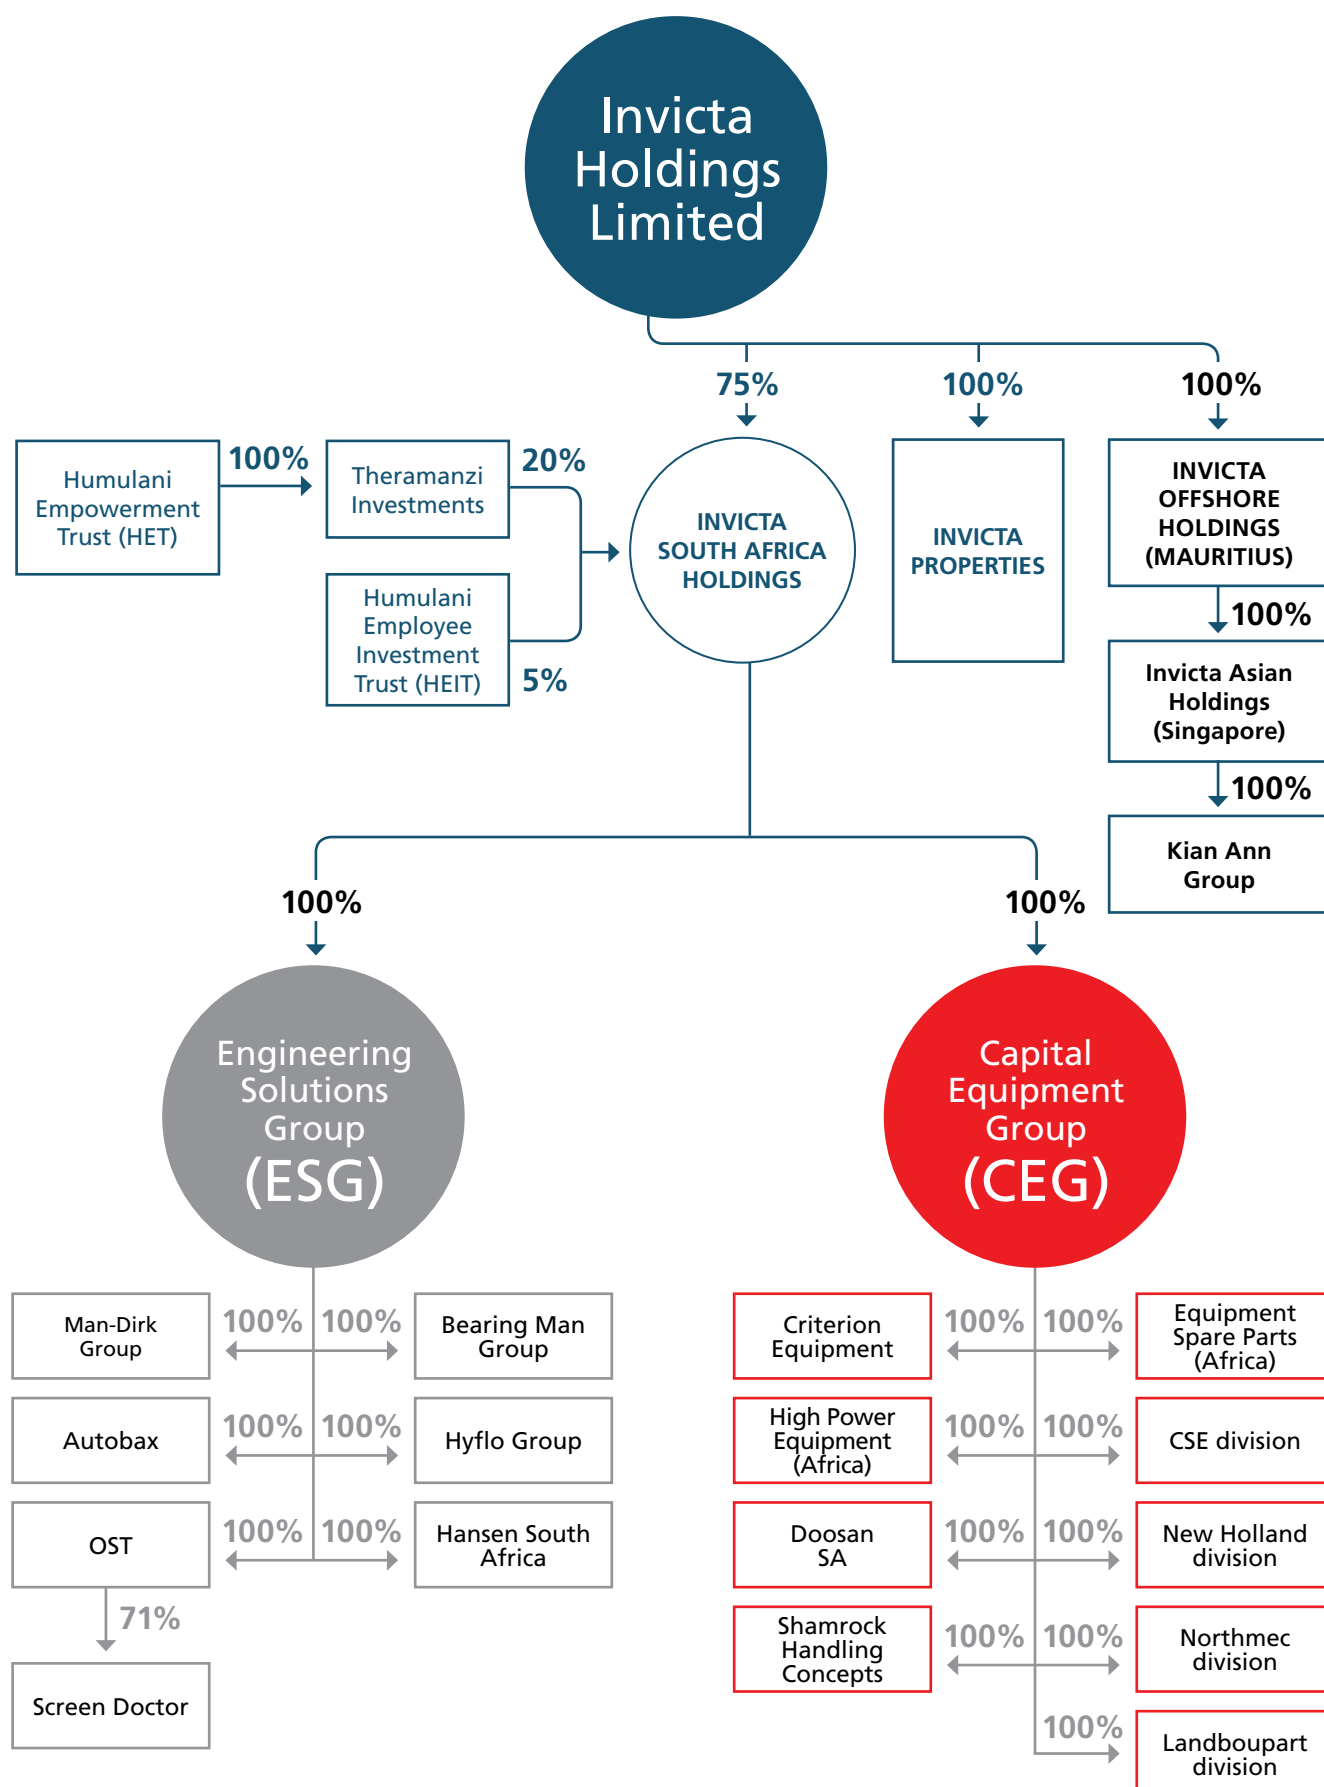 Invicta
Holdings
Limited
75%
100%
100%
Humulani
Empowerment
Trust (HET)
100%
Theramanzi
Investments
20%
Humulani
Employee
Investment
Trust (HEIT)
5%
INVICTA
SOUTH AFRICA
HOLDINGS
INVICTA
PROPERTIES
INVICTA
OFFSHORE
HOLDINGS
(MAURITIUS)
100%
Invicta Asian
Holdings
(Singapore)
100%
Kian Ann
Group
100%
100%
Engineering
Solutions
Group
(ESG)
Capital
Equipment
Group
(CEG)
Man-Dirk
Group
100%
100%
Bearing Man
Group
Autobax
100%
100%
Hyflo Group
OST
100%
100%
Hansen South
Africa
71%
Screen Doctor
Criterion
Equipment
100%
100%
Equipment
Spare Parts
(Africa)
High Power
Equipment
(Africa)
100%
100%
CSE division
Doosan
SA
100%
100%
New Holland
division
Shamrock
Handling
Concepts
100%
100%
Northmec
division
100%
Landboupart
division